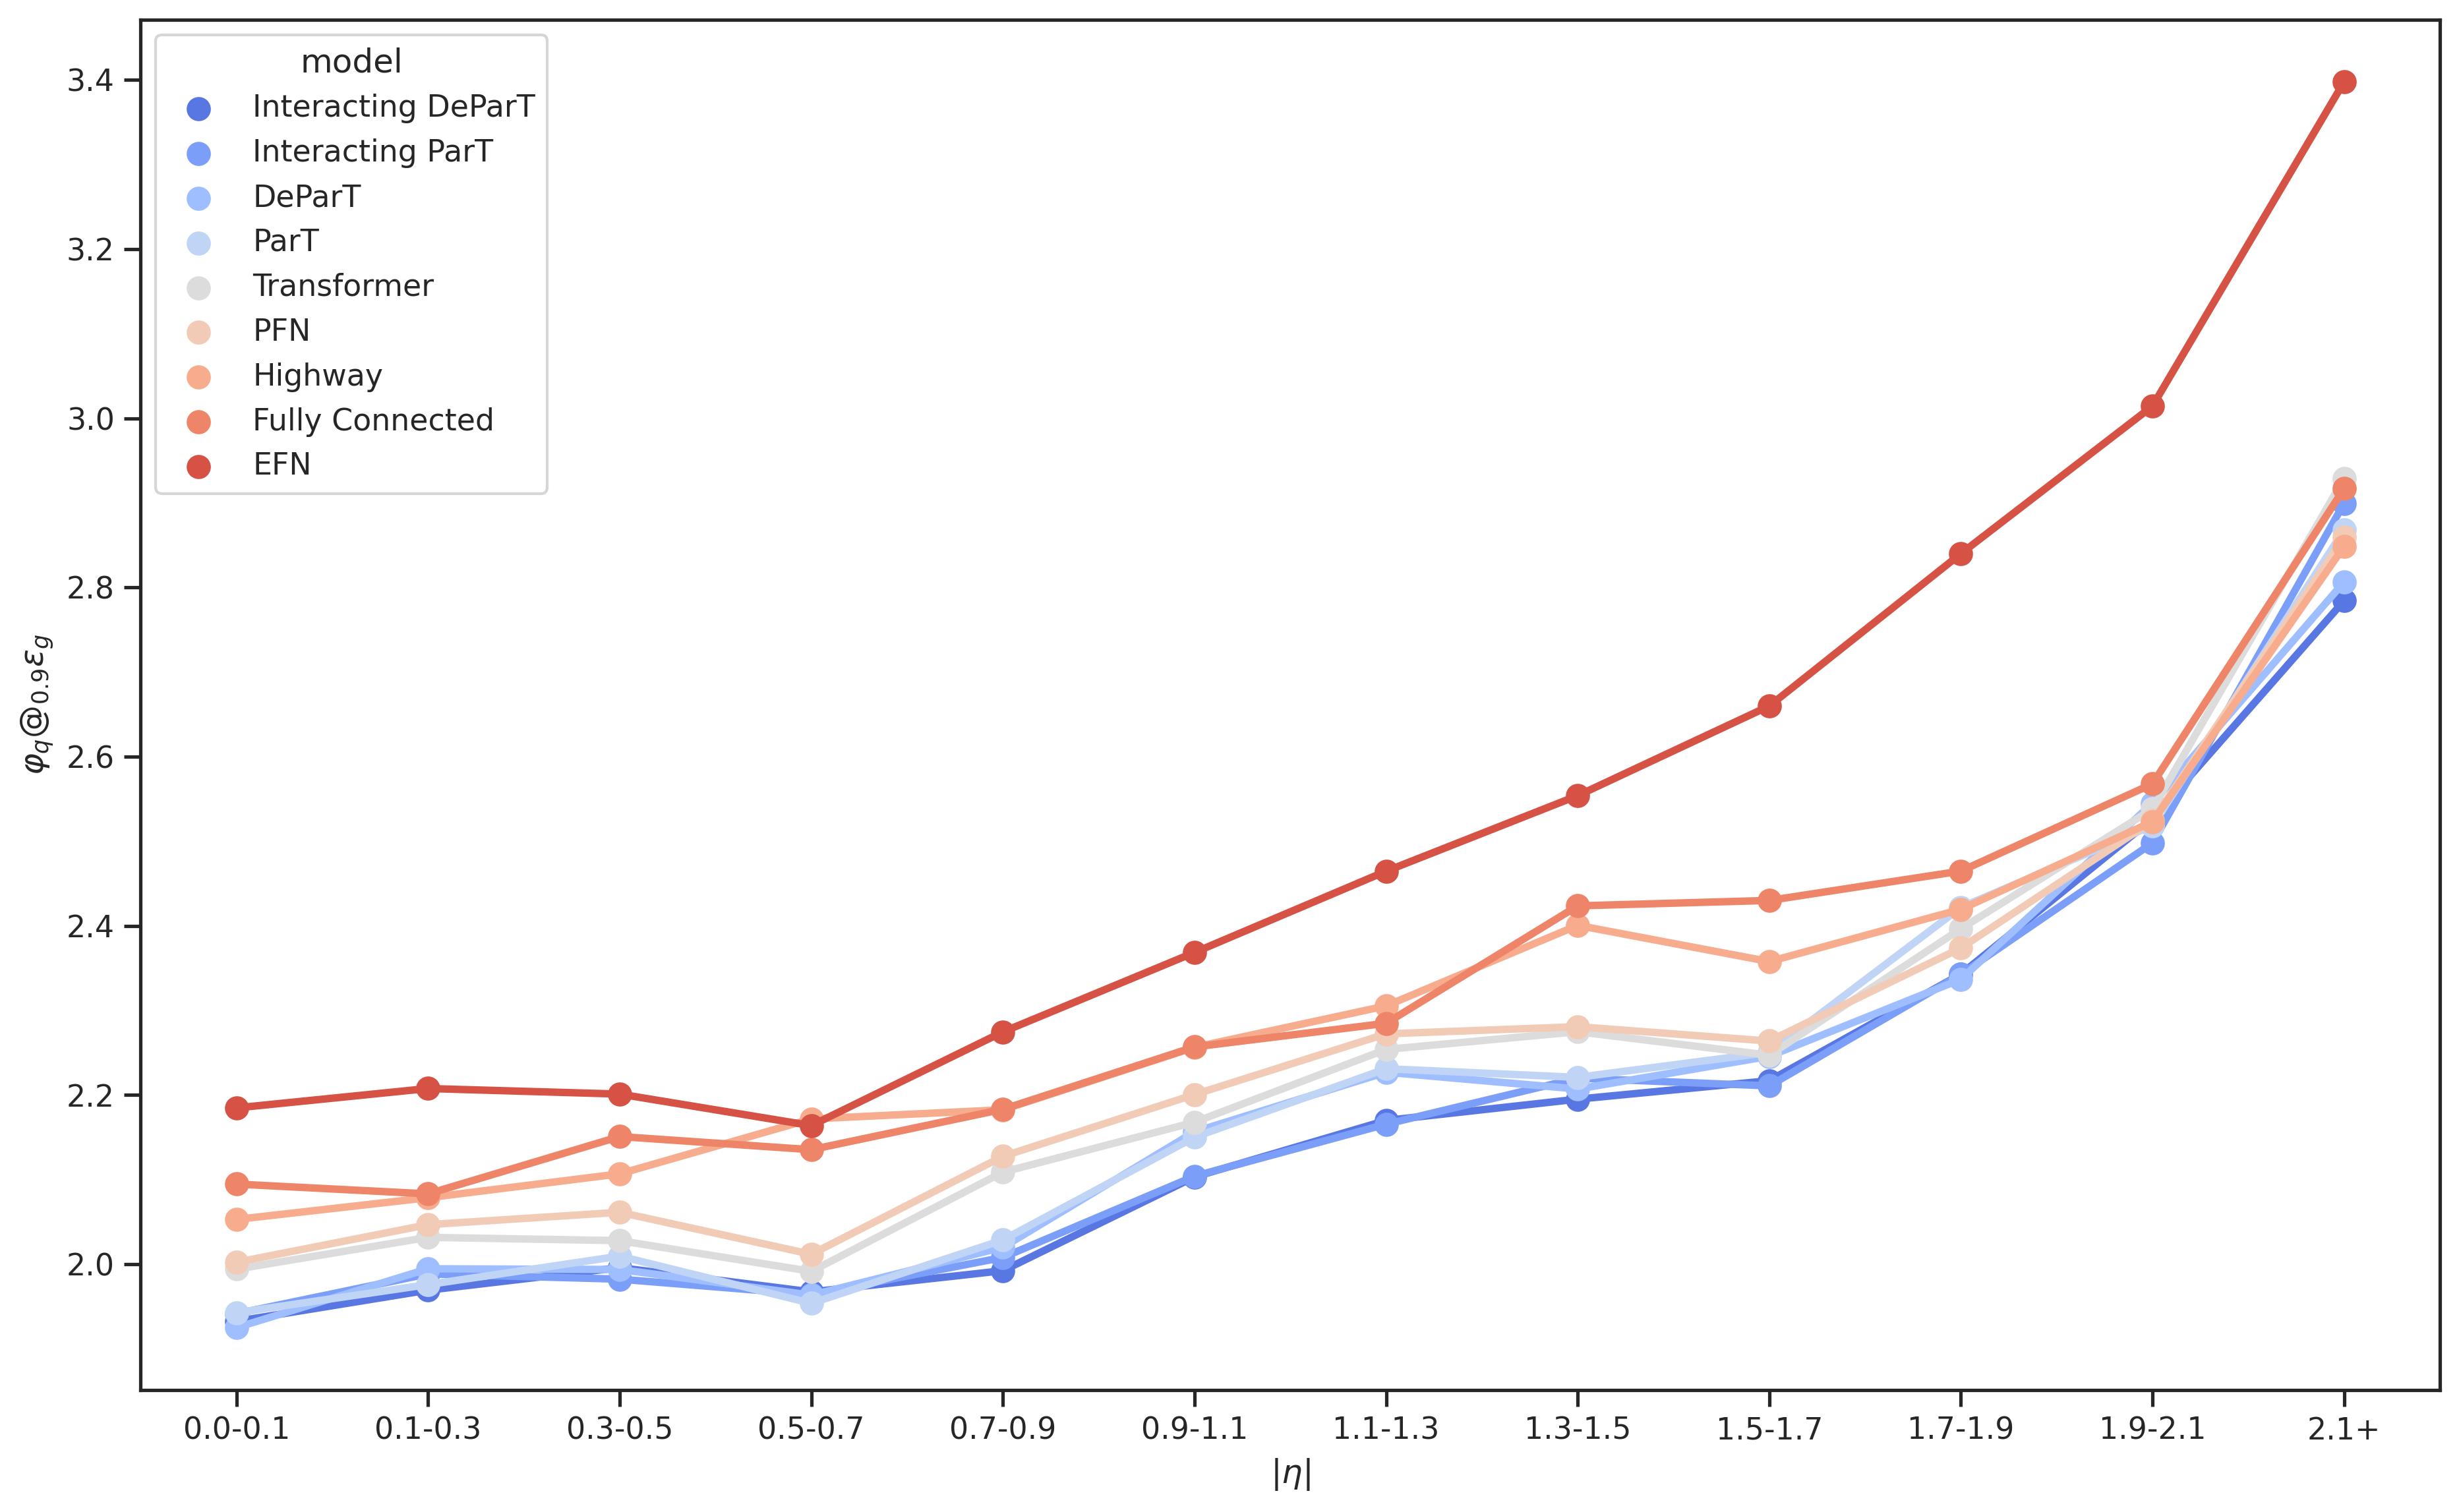 model
Interacting DeParT
Interacting ParT
DeParT
ParT
Transformer
PFN
Highway
Fully Connected
EFN
3.4
3.2
3.0
2.8
2.6
2.4
2.2
2.0
φq@0.9εg
0.0-0.1 0.1-0.3 0.3-0.5 0.5-0.7 0.7-0.9 0.9-1.1 1.1-1.3 1.3-1.5 1.5-1.7 1.7-1.9 1.9-2.1 2.1+
|η|